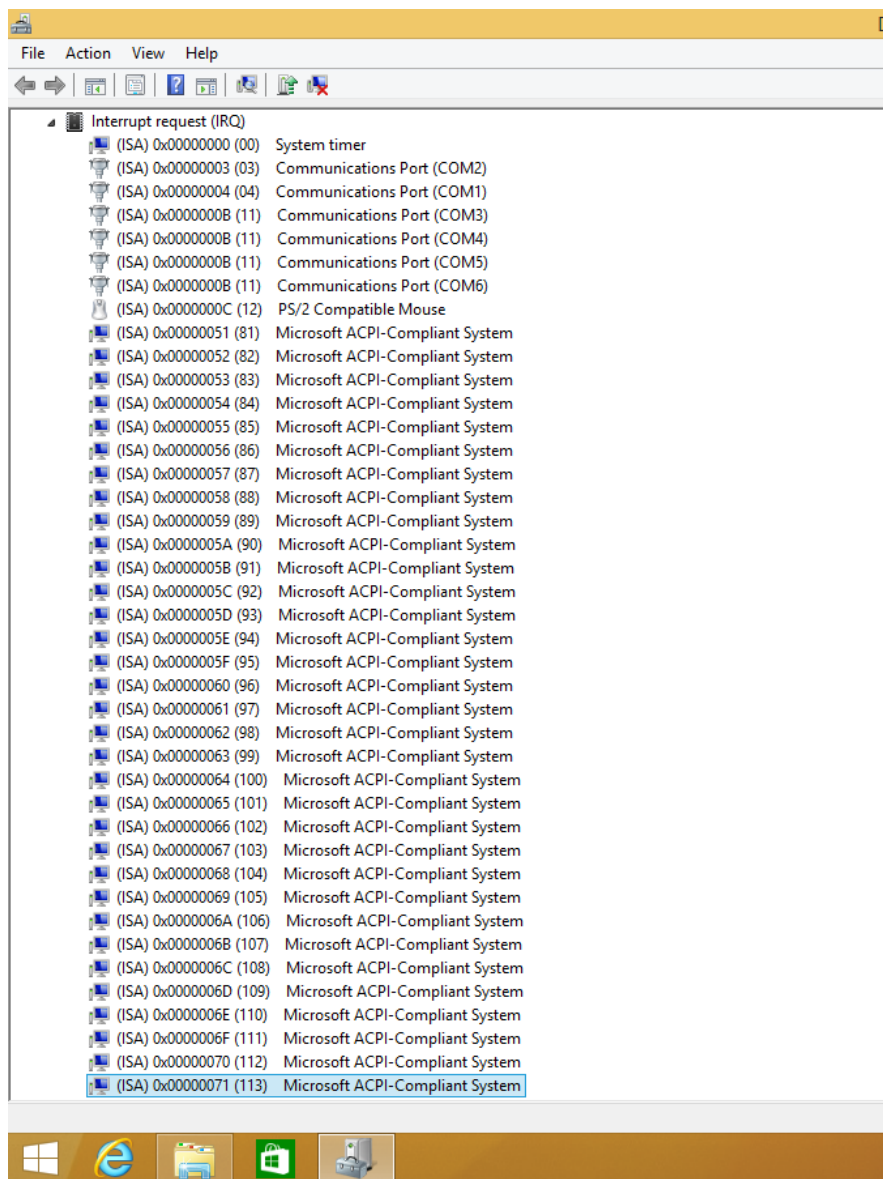 File Action View Help
Interrupt request (IRQ)
(ISA) 0x00000000 (00) System timer
(ISA) 0x00000003 (03) Communications Port (COM2)
(ISA) 0x00000004 (04) Communications Port (COM1)
(ISA) 0x0000000B (11) Communications Port (COM3)
(ISA) 0x0000000B (11) Communications Port (COM4)
(ISA) 0x0000000B (11) Communications Port (COM5)
(ISA) 0x0000000B (11) Communications Port (COM6)
(ISA) 0x0000000C (12) PS/2 Compatible Mouse
(ISA) 0x00000051 (81) Microsoft ACPI-Compliant System
(ISA) 0x00000052 (82) Microsoft ACPI-Compliant System
(ISA) 0x00000053 (83) Microsoft ACPI-Compliant System
(ISA) 0x00000054 (84) Microsoft ACPI-Compliant System
(ISA) 0x00000055 (85) Microsoft ACPI-Compliant System
(ISA) 0x00000056 (86) Microsoft ACPI-Compliant System
(ISA) 0x00000057 (87) Microsoft ACPI-Compliant System
(ISA) 0x00000058 (88) Microsoft ACPI-Compliant System
(ISA) 0x00000059 (89) Microsoft ACPI-Compliant System
(ISA) 0x0000005A (90) Microsoft ACPI-Compliant System
(ISA) 0x0000005B (91) Microsoft ACPI-Compliant System
(ISA) 0x0000005C (92) Microsoft ACPI-Compliant System
(ISA) 0x0000005D (93) Microsoft ACPI-Compliant System
(ISA) 0x0000005E (94) Microsoft ACPI-Compliant System
(ISA) 0x0000005F (95) Microsoft ACPI-Compliant System
(ISA) 0x00000060 (96) Microsoft ACPI-Compliant System
(ISA) 0x00000061 (97) Microsoft ACPI-Compliant System
(ISA) 0x00000062 (98) Microsoft ACPI-Compliant System
(ISA) 0x00000063 (99) Microsoft ACPI-Compliant System
(ISA) 0x00000064 (100) Microsoft ACPI-Compliant System
(ISA) 0x00000065 (101) Microsoft ACPI-Compliant System
(ISA) 0x00000066 (102) Microsoft ACPI-Compliant System
(ISA) 0x00000067 (103) Microsoft ACPI-Compliant System
(ISA) 0x00000068 (104) Microsoft ACPI-Compliant System
(ISA) 0x00000069 (105) Microsoft ACPI-Compliant System
(ISA) 0x0000006A (106) Microsoft ACPI-Compliant System
(ISA) 0x0000006B (107) Microsoft ACPI-Compliant System
(ISA) 0x0000006C (108) Microsoft ACPI-Compliant System
(ISA) 0x0000006D (109) Microsoft ACPI-Compliant System
(ISA) 0x0000006E (110) Microsoft ACPI-Compliant System
(ISA) 0x0000006F (111) Microsoft ACPI-Compliant System
(ISA) 0x00000070 (112) Microsoft ACPI-Compliant System
(ISA) 0x00000071 (113) Microsoft ACPI-Compliant System